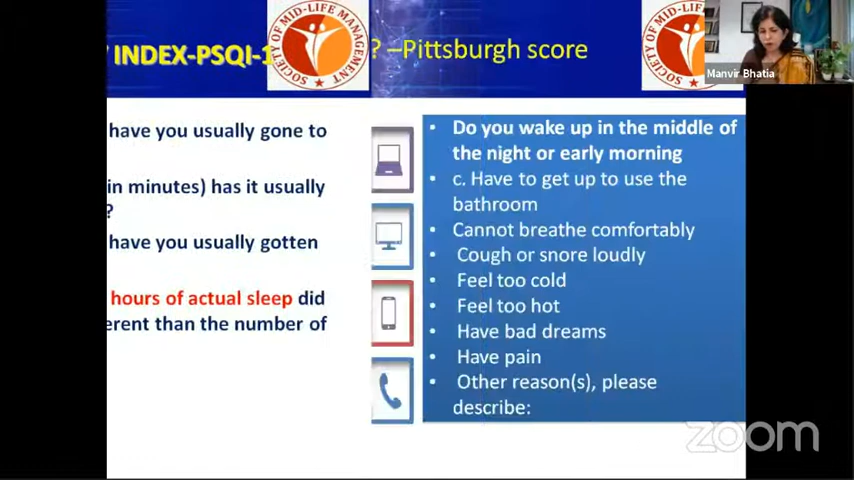 INDEX-PSQI-1
? –Pittsburgh score
SOCIETY OF MID-LIFE MANAGEMENT
SOCIETY OF MID-LIFE MANAGEMENT
Manvir Bhatia
have you usually gone to
in minutes) has it usually
?
have you usually gotten
hours of actual sleep did
erent than the number of
• Do you wake up in the middle of
the night or early morning
• c. Have to get up to use the
bathroom
• Cannot breathe comfortably
• Cough or snore loudly
• Feel too cold
• Feel too hot
• Have bad dreams
• Have pain
• Other reason(s), please
describe:
zoom